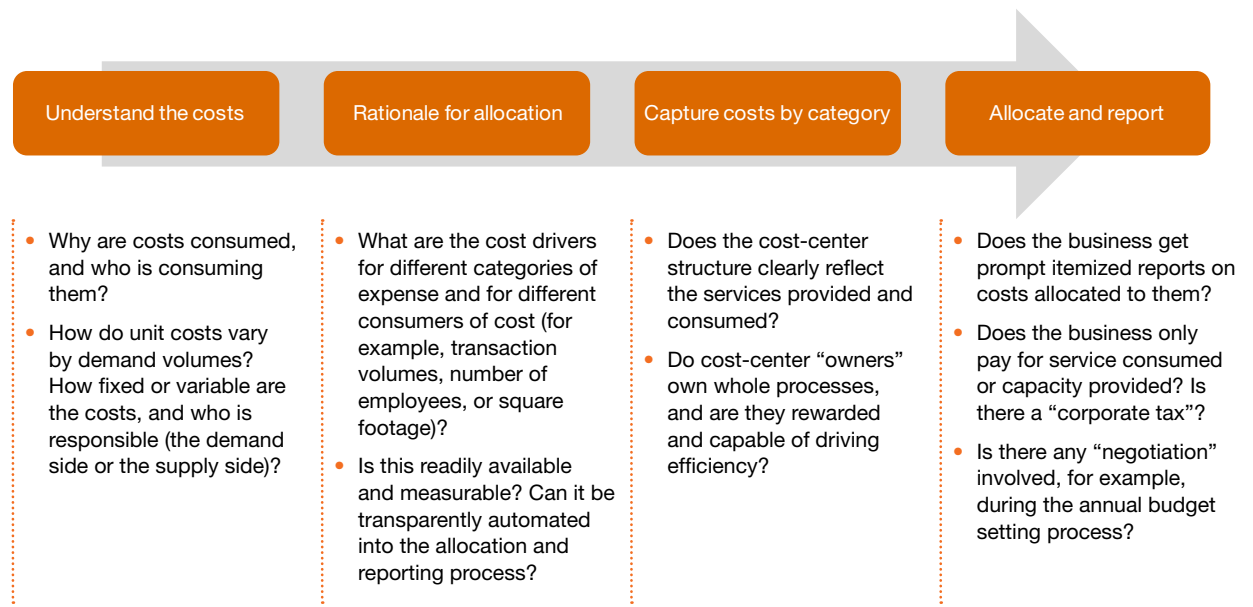 Understand the costs
Rationale for allocation
Capture costs by category
Allocate and report
• Why are costs consumed,
and who is consuming
them?
• How do unit costs vary
by demand volumes?
How fixed or variable are
the costs, and who is
responsible (the demand
side or the supply side)?
• What are the cost drivers
for different categories of
expense and for different
consumers of cost (for
example, transaction
volumes, number of
employees, or square
footage)?
• Is this readily available
and measurable? Can it be
transparently automated
into the allocation and
reporting process?
• Does the cost-center
structure clearly reflect
the services provided and
consumed?
• Do cost-center “owners”
own whole processes,
and are they rewarded
and capable of driving
efficiency?
• Does the business get
prompt itemized reports on
costs allocated to them?
• Does the business only
pay for service consumed
or capacity provided? Is
there a “corporate tax”?
• Is there any “negotiation”
involved, for example,
during the annual budget
setting process?